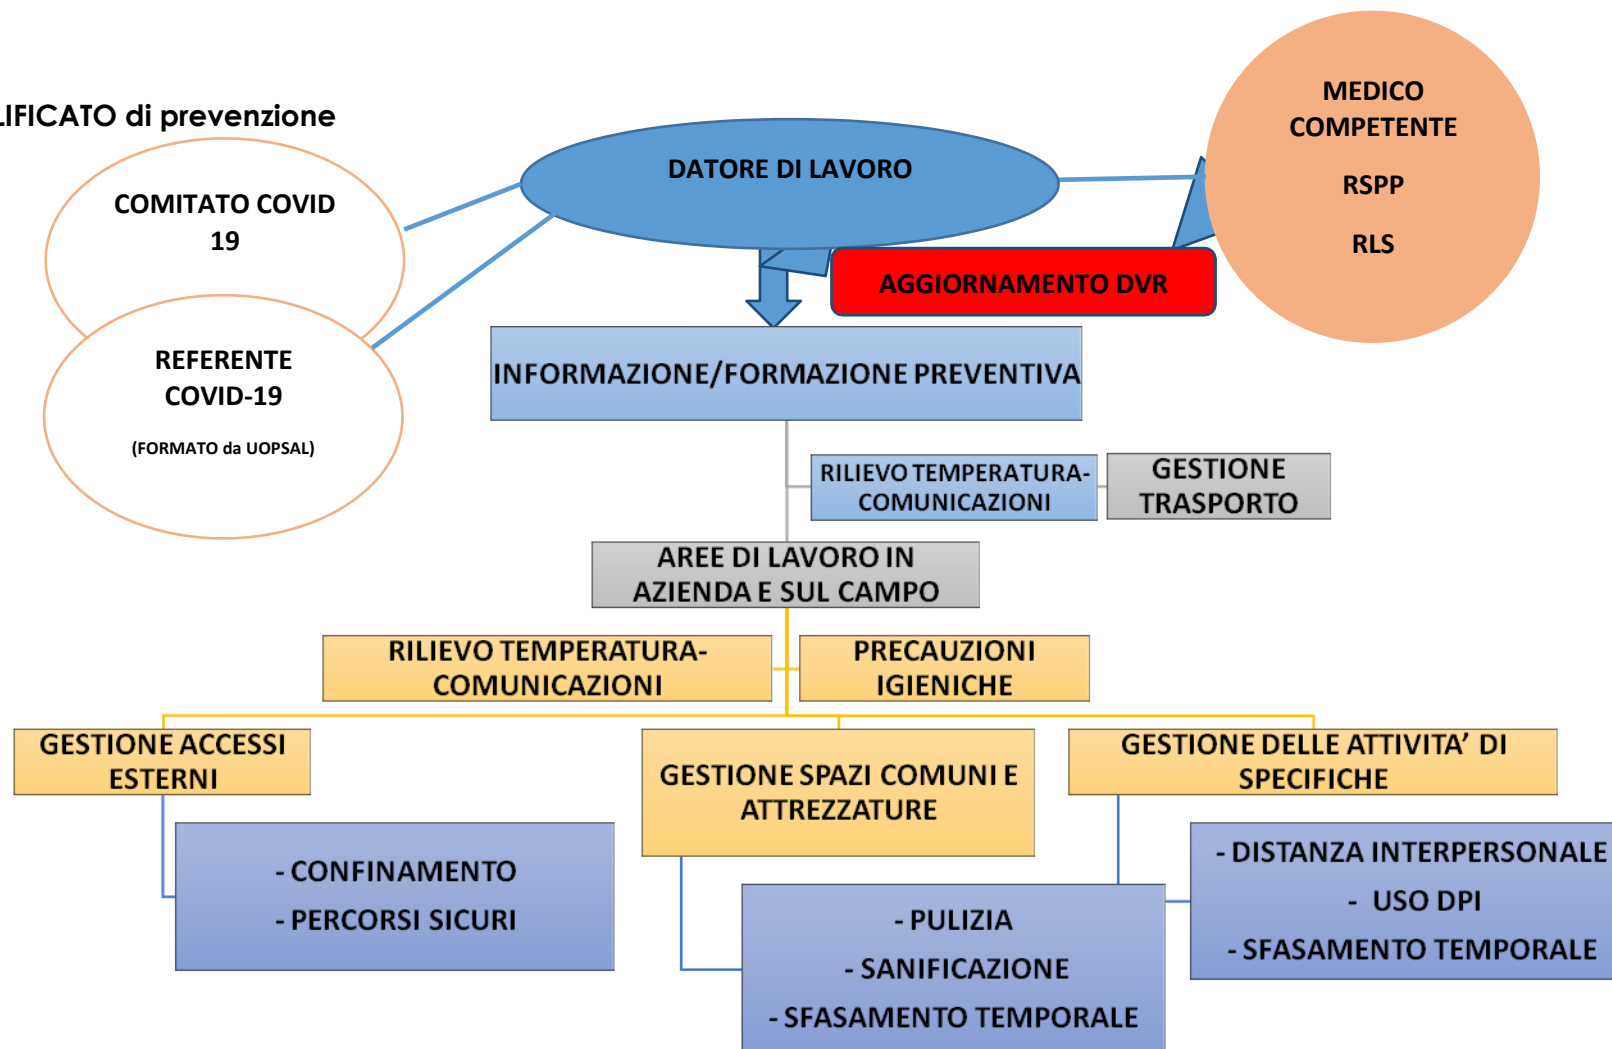 LIFICATO di prevenzione
COMITATO COVID
19
REFERENTE
COVID-19
(FORMATO da UOPSAL)
DATORE DI LAVORO
MEDICO
COMPETENTE
RSPP
RLS
AGGIORNAMENTO DVR
INFORMAZIONE/FORMAZIONE PREVENTIVA
RILIEVO TEMPERATURA-
COMUNICAZIONI
GESTIONE
TRASPORTO
AREE DI LAVORO IN
AZIENDA E SUL CAMPO
RILIEVO TEMPERATURA-
COMUNICAZIONI
PRECAUZIONI
IGIENICHE
GESTIONE ACCESSI
ESTERNI
- CONFINAMENTO
- PERCORSI SICURI
GESTIONE SPAZI COMUNI E
ATTREZZATURE
- PULIZIA
- SANIFICAZIONE
- SFASAMENTO TEMPORALE
GESTIONE DELLE ATTIVITA’ DI
SPECIFICHE
- DISTANZA INTERPERSONALE
- USO DPI
- SFASAMENTO TEMPORALE